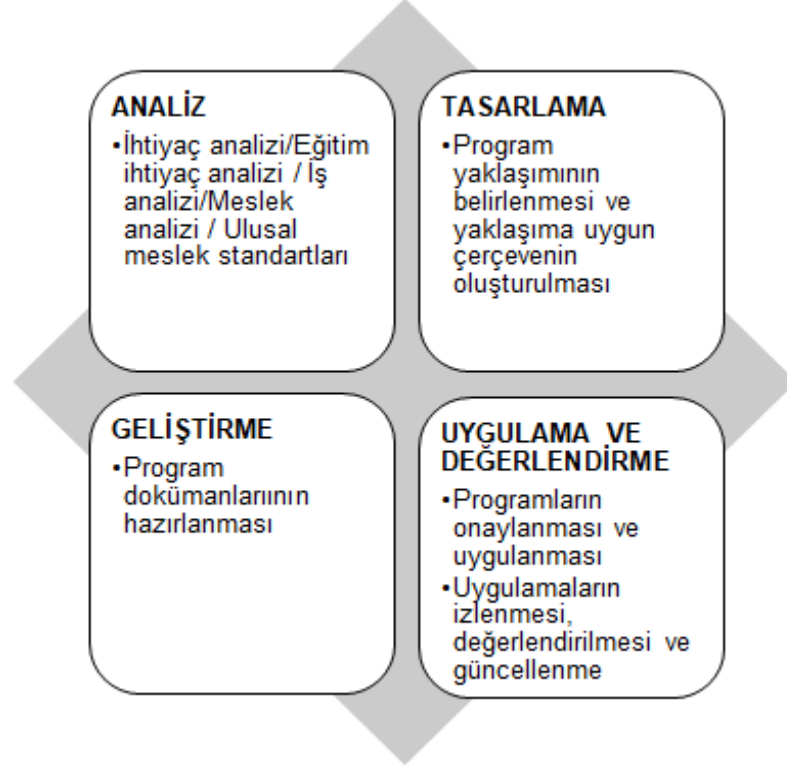 ANALİZ
•İhtiyaç analizi/Eğitim
ihtiyaç analizi / İş
analizi/Meslek
analizi / Ulusal
meslek standartları
TASARLAMA
•Program
yaklaşımının
belirlenmesi ve
yaklaşıma uygun
çerçevenin
oluşturulması
GELİŞTİRME
•Program
dokümanlarıının
hazırlanması
UYGULAMA VE
DEĞERLENDİRME
•Programların
onaylanması ve
uygulanması
•Uygulamaların
izlenmesi,
değerlendirilmesi ve
güncellenme